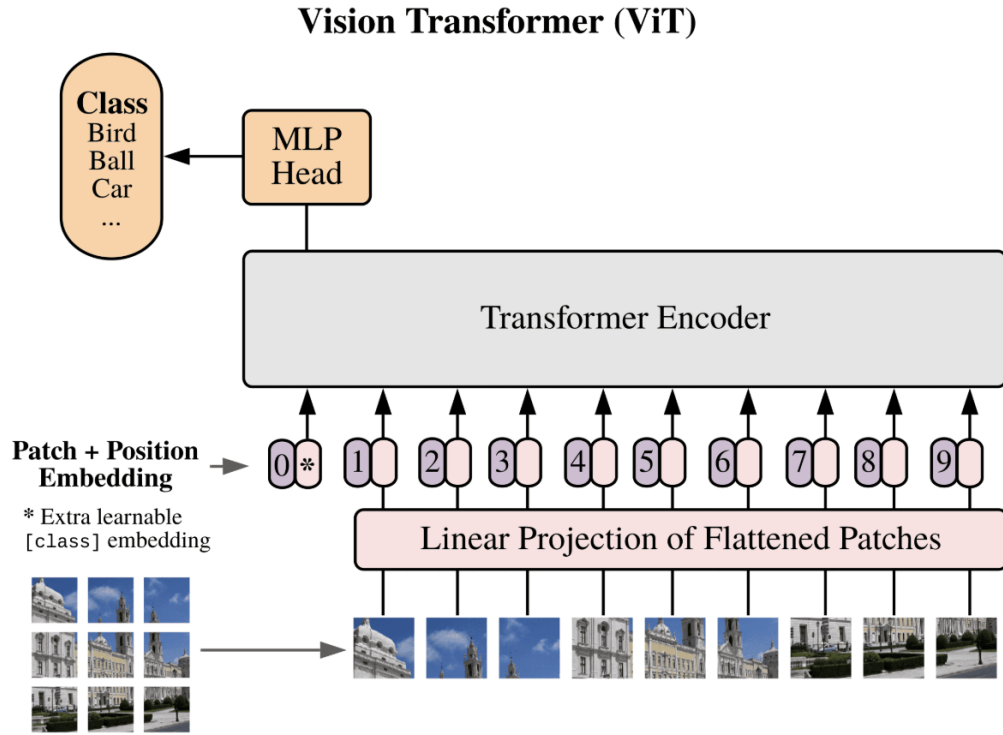 Vision Transformer (ViT)
Class
Bird
Ball
Car
...
MLP
Head
Transformer Encoder
Patch + Position
Embedding
* Extra learnable
[class] embedding
0 * 1 2 3 4 5 6 7 8 9
Linear Projection of Flattened Patches